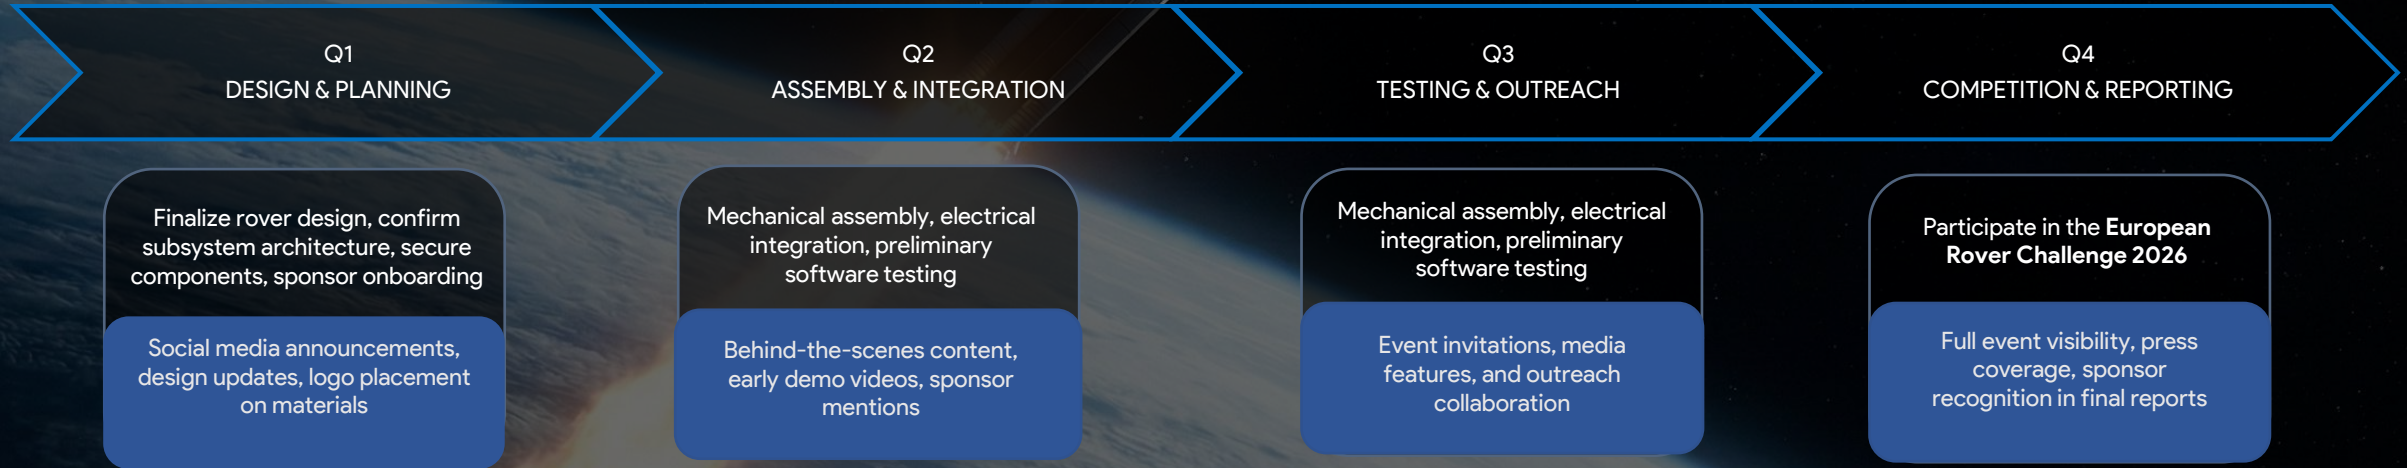 Q1
DESIGN & PLANNING
Q2
ASSEMBLY & INTEGRATION
Q3
TESTING & OUTREACH
Q4
COMPETITION & REPORTING
Finalize rover design, confirm
subsystem architecture, secure
components, sponsor onboarding
Social media announcements,
design updates, logo placement
on materials
Mechanical assembly, electrical
integration, preliminary
software testing
Behind-the-scenes content,
early demo videos, sponsor
mentions
Mechanical assembly, electrical
integration, preliminary
software testing
Event invitations, media
features, and outreach
collaboration
Participate in the European
Rover Challenge 2026
Full event visibility, press
coverage, sponsor
recognition in final reports